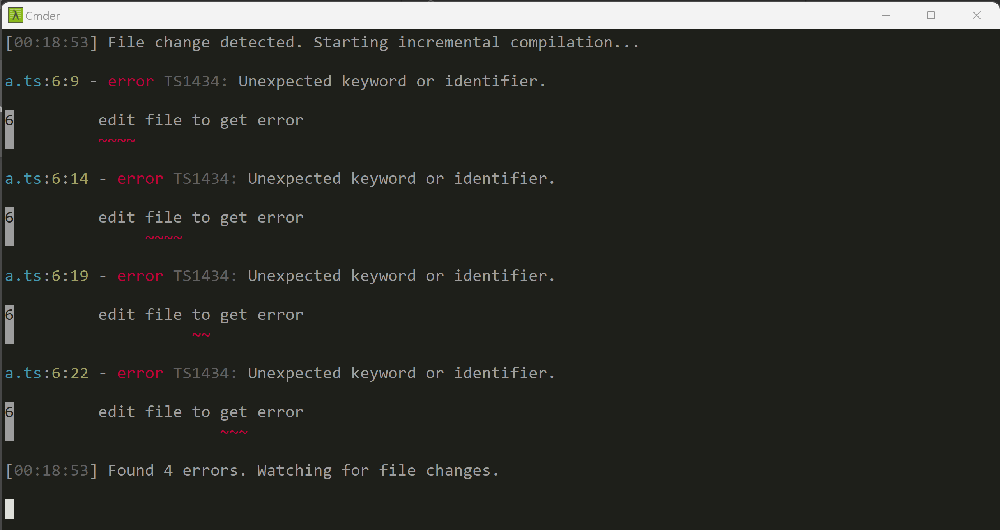 Cmder
[00:18:53] File change detected. Starting incremental compilation...
a.ts:6:9 - error TS1434: Unexpected keyword or identifier.
6         edit file to get error
          ~~~~
a.ts:6:14 - error TS1434: Unexpected keyword or identifier.
6         edit file to get error
               ~~~~
a.ts:6:19 - error TS1434: Unexpected keyword or identifier.
6         edit file to get error
                    ~~
a.ts:6:22 - error TS1434: Unexpected keyword or identifier.
6         edit file to get error
                       ~~~
[00:18:53] Found 4 errors. Watching for file changes.